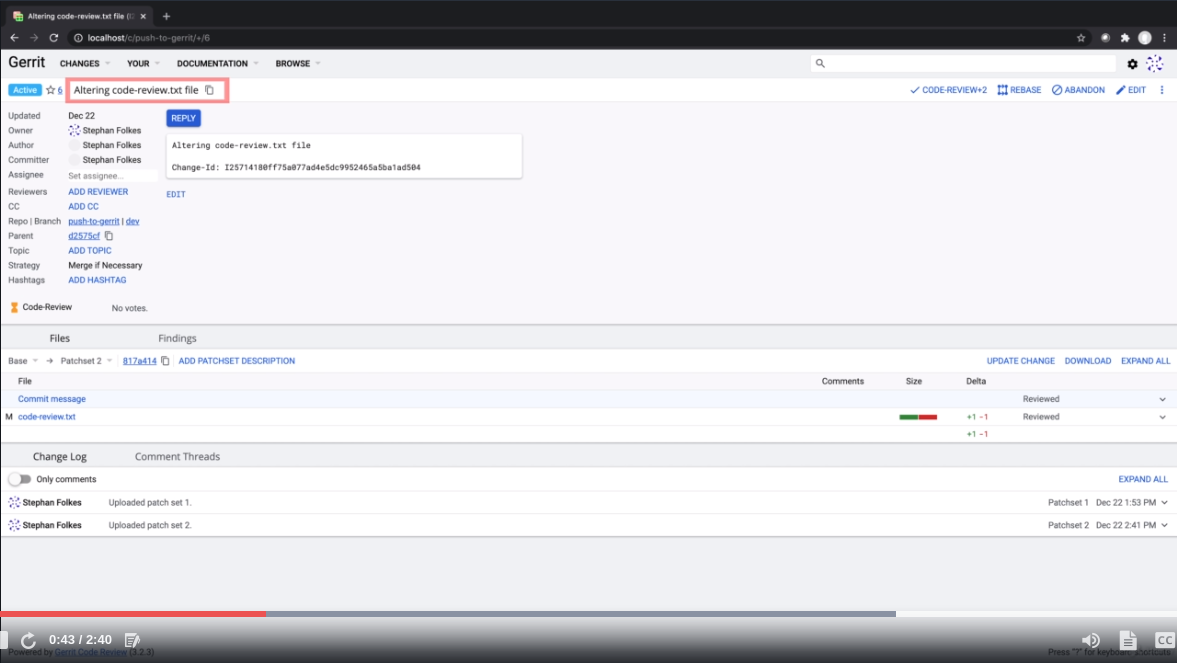 Altering code-review.txt file (
localhost/c/push-to-gerrit/+/6
Gerrit CHANGES YOUR DOCUMENTATION BROWSE
Active 6 Altering code-review.txt file CODE-REVIEW+2 REBASE ABANDON EDIT
Updated Dec 22 REPLY
Owner Stephan Folkes
Author Stephan Folkes Altering code-review.txt file
Committer Stephan Folkes
Change-Id: I25714180ff75a077ad4e5dc9952465a5ba1ad504
Assignee Set assignee...
Reviewers ADD REVIEWER EDIT
CC ADD CC
Repo | Branch push-to-gerrit | dev
Parent d2575cf
Topic ADD TOPIC
Strategy Merge if Necessary
Hashtags ADD HASHTAG
Code-Review No votes.
Files Findings
Base → Patchset 2 817a414 ADD PATCHSET DESCRIPTION UPDATE CHANGE DOWNLOAD EXPAND ALL
File Comments Size Delta
Commit message Reviewed
M code-review.txt +1 -1 Reviewed
+1 -1
Change Log Comment Threads
Only comments EXPAND ALL
Stephan Folkes Uploaded patch set 1. Patchset 1 Dec 22 1:53 PM
Stephan Folkes Uploaded patch set 2. Patchset 2 Dec 22 2:41 PM
0:43 / 2:40 CC
Powered by Gerrit Code Review (3.2.3) Press "?" for keyboard shortcuts